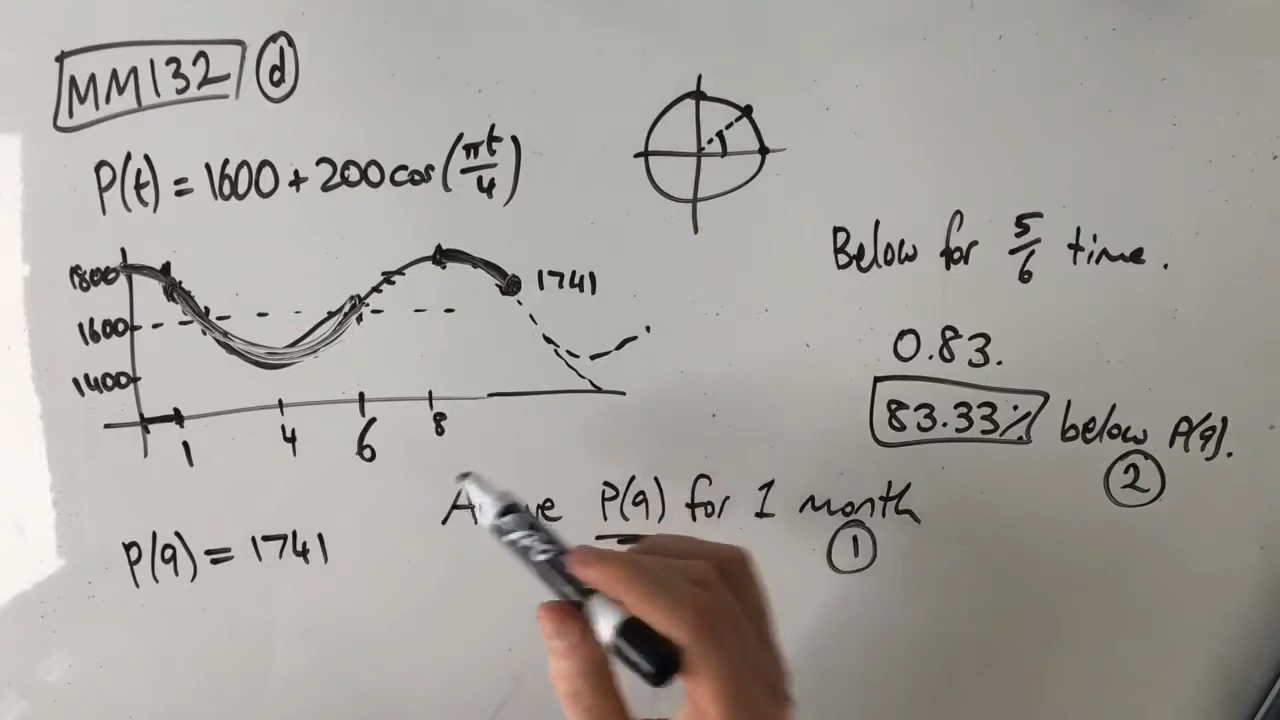 MM132 d
P(t) = 1600 + 200 cos (πt/4)
1800
1600
1400
1 4 6 8
1741
P(9) = 1741
P(9) for 1 month
1
Below for 5/6 time.
0.83.
83.33% below P(9).
2